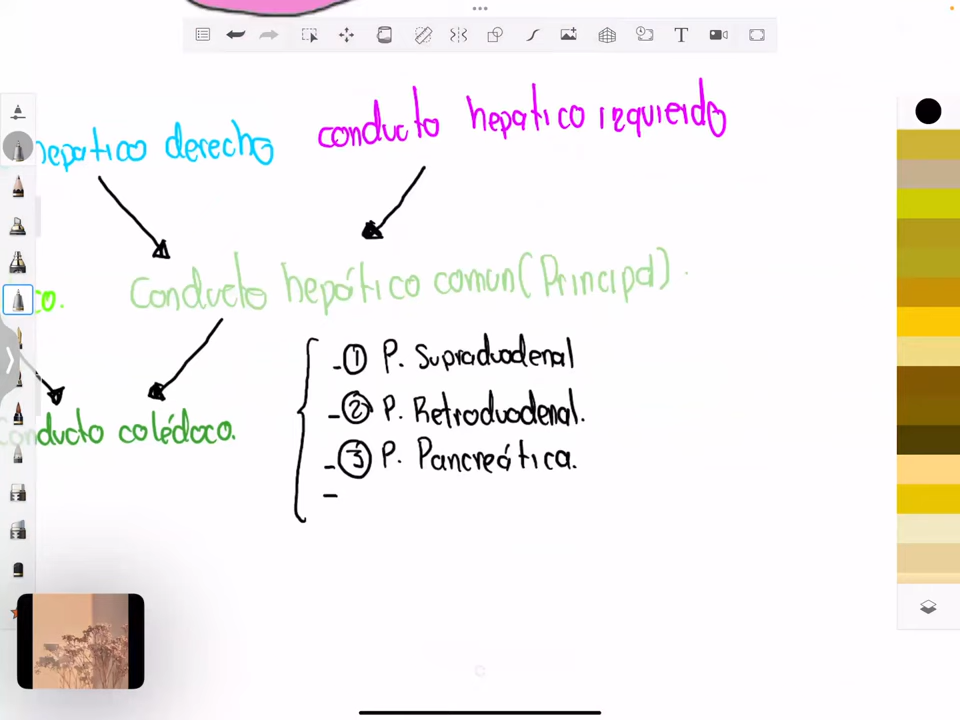 hepatico derecho
conducto hepatico izquierdo
co.
Conducto hepático comun (Principal)
- ① P. Supraduodenal
- ② P. Retroduodenal.
- ③ P. Pancreática.
-
Conducto colédoco.